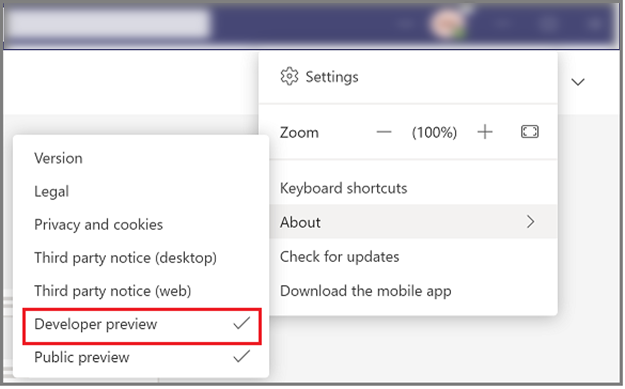 Settings
Zoom — (100%) +
Keyboard shortcuts
About
Check for updates
Download the mobile app
Version
Legal
Privacy and cookies
Third party notice (desktop)
Third party notice (web)
Developer preview
Public preview